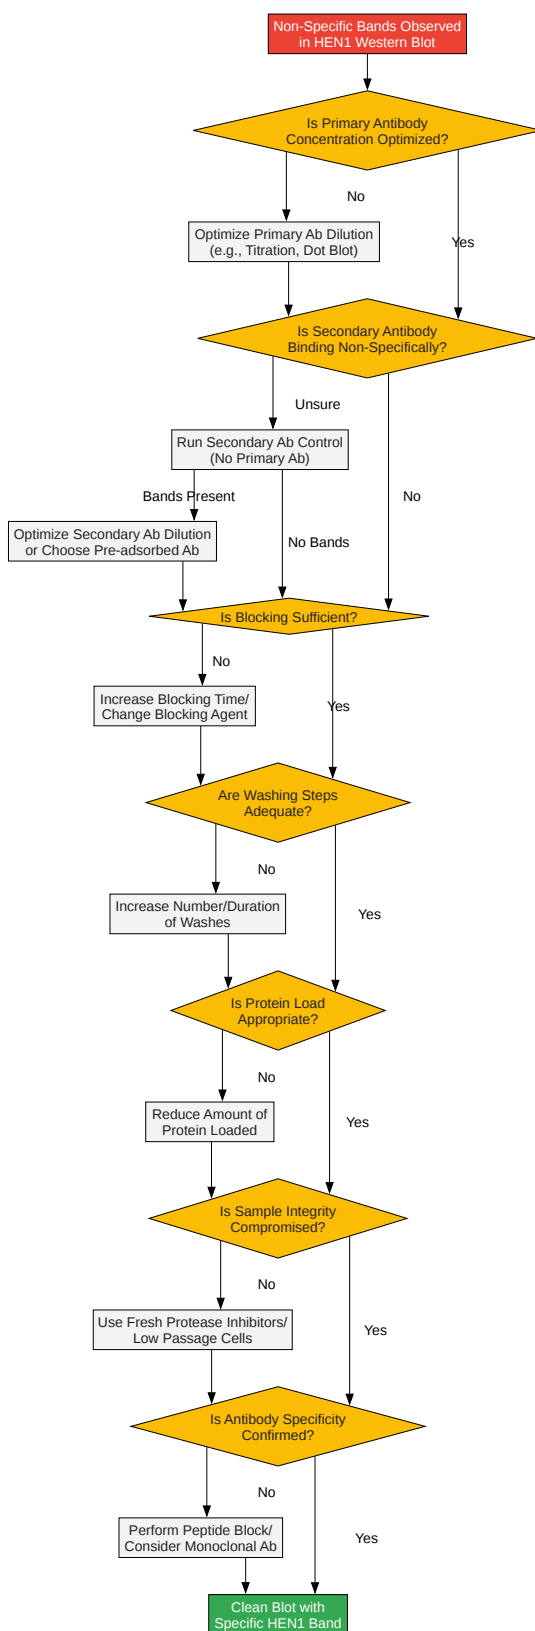 Non-Specific Bands Observed
in HEN1 Western Blot
Is Primary Antibody
Concentration Optimized?
No
Optimize Primary Ab Dilution
(e.g., Titration, Dot Blot)
Yes
Is Secondary Antibody
Binding Non-Specifically?
Unsure
Run Secondary Ab Control
(No Primary Ab)
Bands Present
No
Optimize Secondary Ab Dilution
or Choose Pre-adsorbed Ab
No Bands
Is Blocking Sufficient?
No
Increase Blocking Time/
Change Blocking Agent
Yes
Are Washing Steps
Adequate?
No
Increase Number/Duration
of Washes
Yes
Is Protein Load
Appropriate?
No
Reduce Amount of
Protein Loaded
Yes
Is Sample Integrity
Compromised?
No
Use Fresh Protease Inhibitors/
Low Passage Cells
Yes
Is Antibody Specificity
Confirmed?
No
Perform Peptide Block/
Consider Monoclonal Ab
Yes
Clean Blot with
Specific HEN1 Band